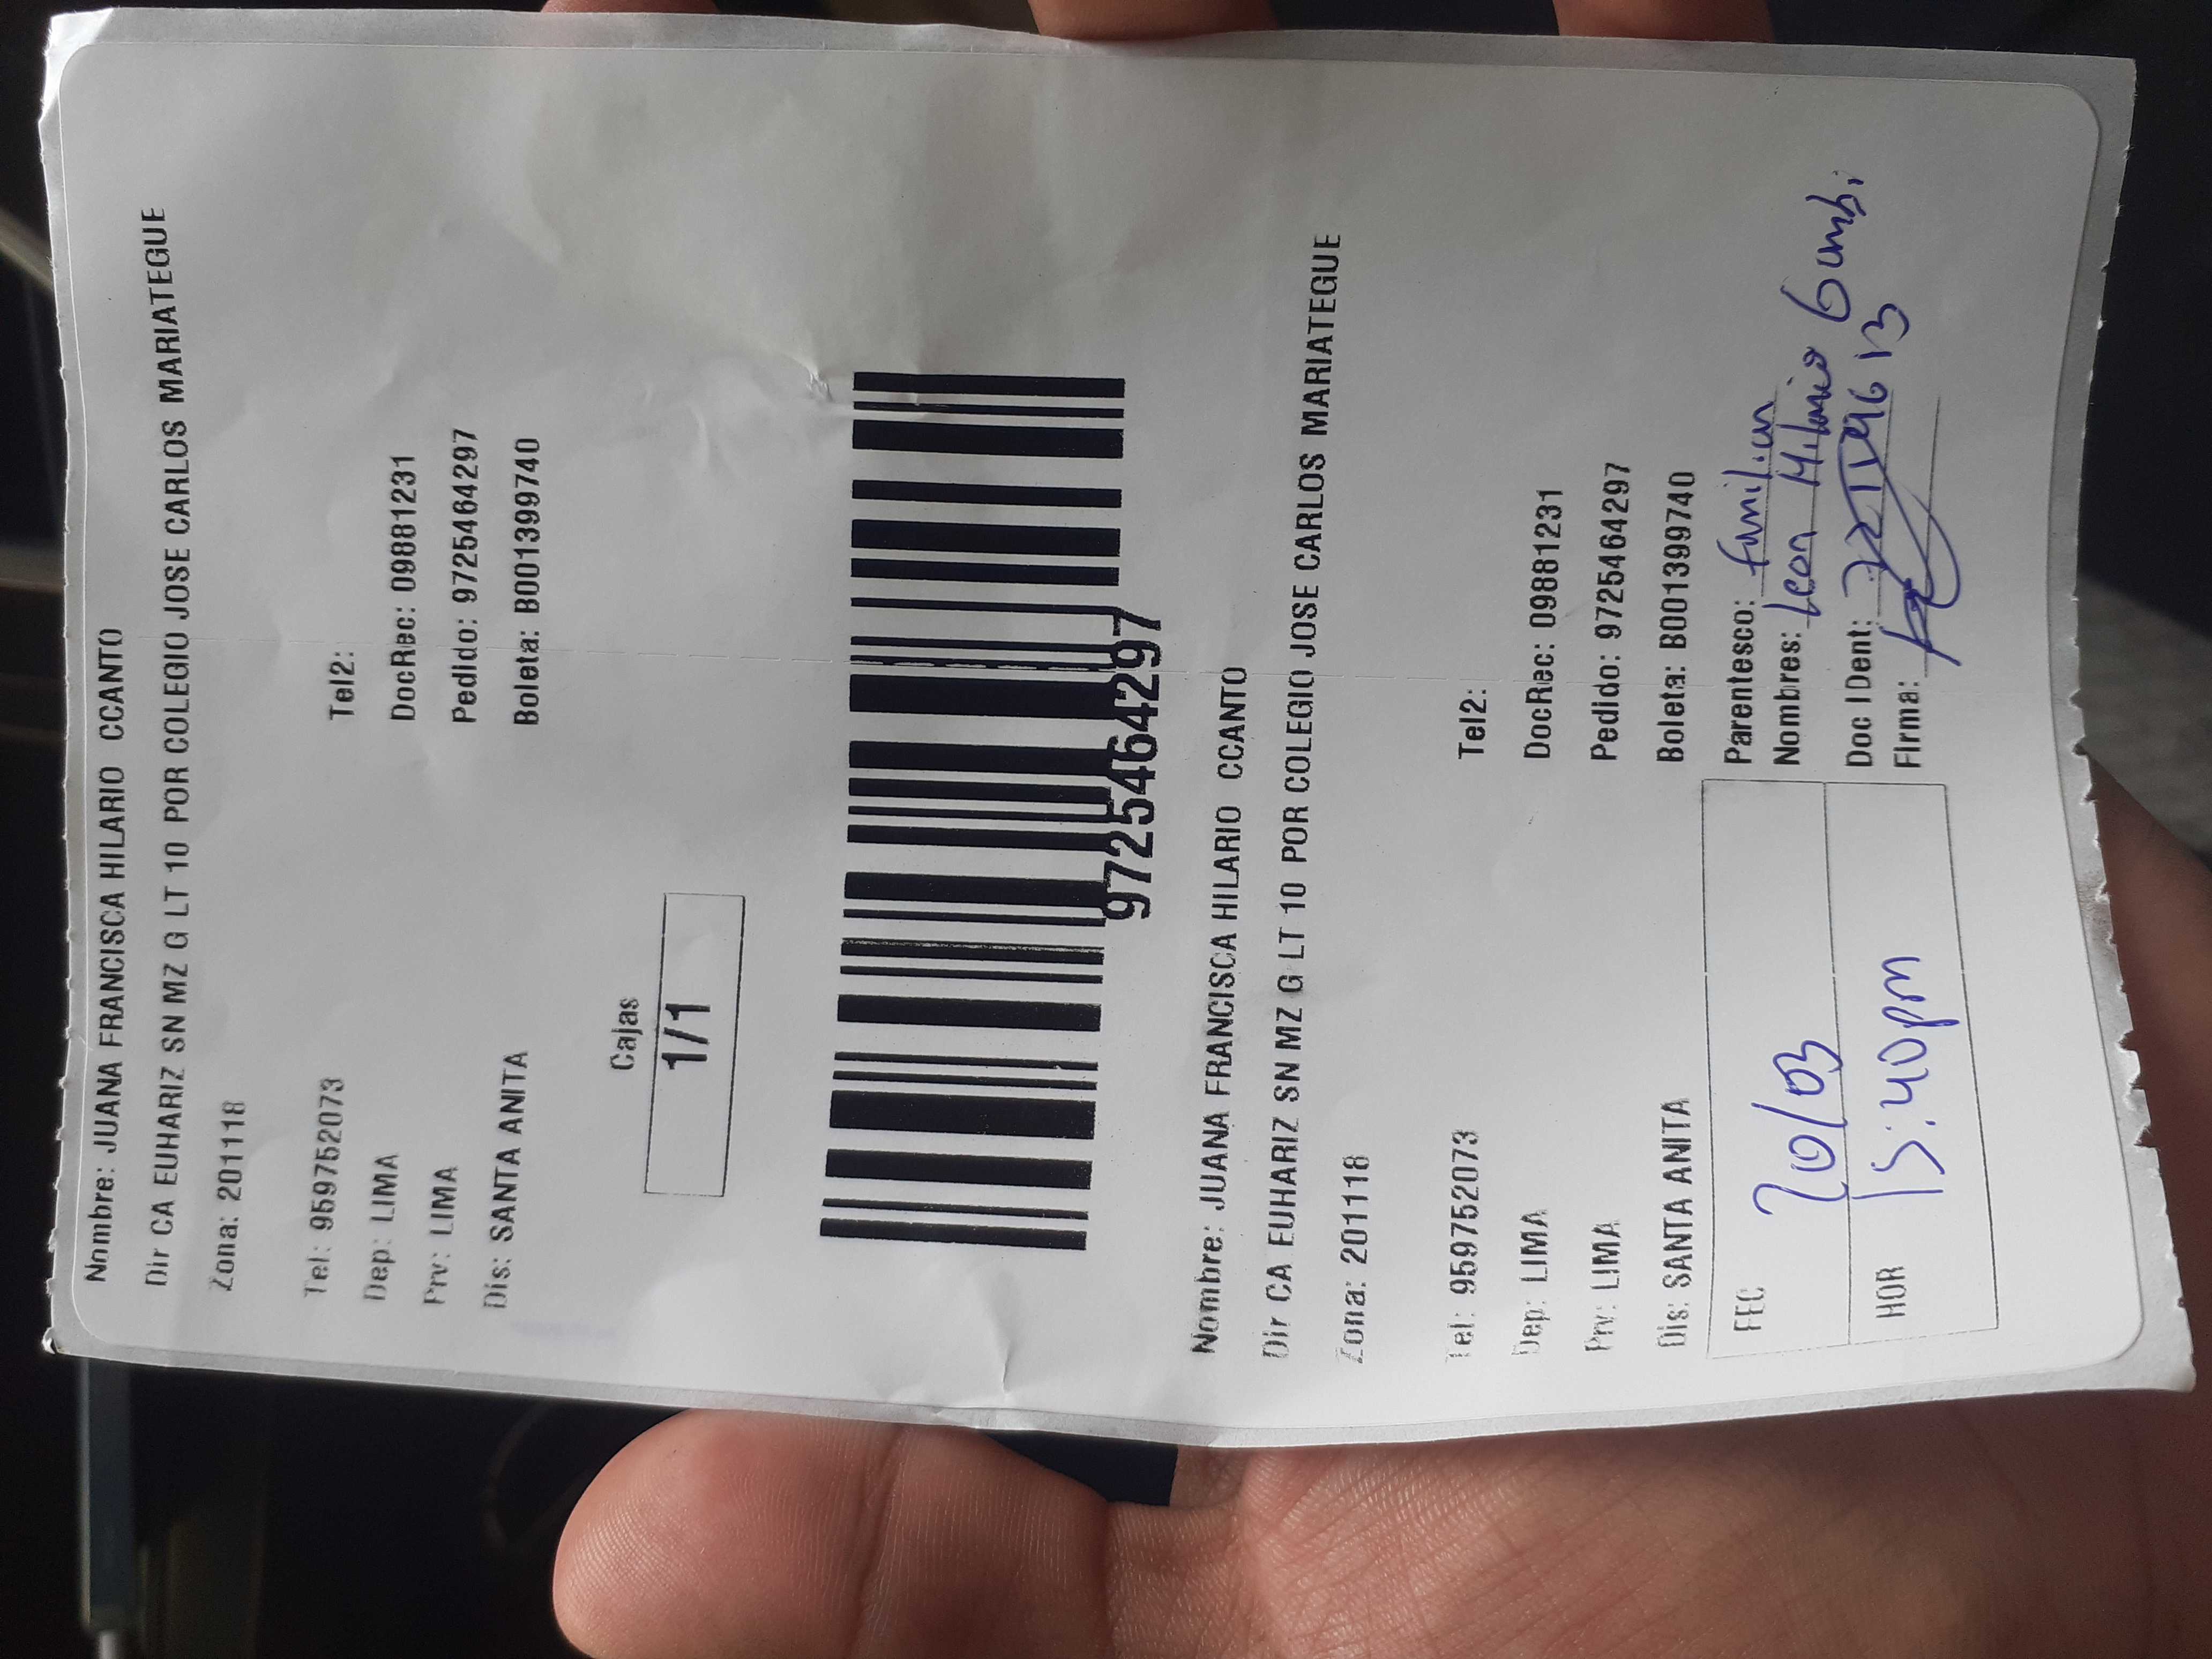 Nombre: JUANA FRANCISCA HILARIO CCANTO
Dir CA EUHARIZ SN MZ G LT 10 POR COLEGIO JOSE CARLOS MARIATEGUE
Zona: 201118
Tel: 959752073 Tel2:
Dep: LIMA DocRec: 09881231
Prv: LIMA Pedido: 9725464297
Dis: SANTA ANITA Boleta: B001399740
Cajas
1/1
9725464297
Nombre: JUANA FRANCISCA HILARIO CCANTO
Dir CA EUHARIZ SN MZ G LT 10 POR COLEGIO JOSE CARLOS MARIATEGUE
Zona: 201118
Tel: 959752073 Tel2:
Dep: LIMA DocRec: 09881231
Prv: LIMA Pedido: 9725464297
Dis: SANTA ANITA Boleta: B001399740
FEC 20/03 Parentesco: familiar
Nombres: Leon Hilario
HOR 15:40pm Doc IDent:
Firma: